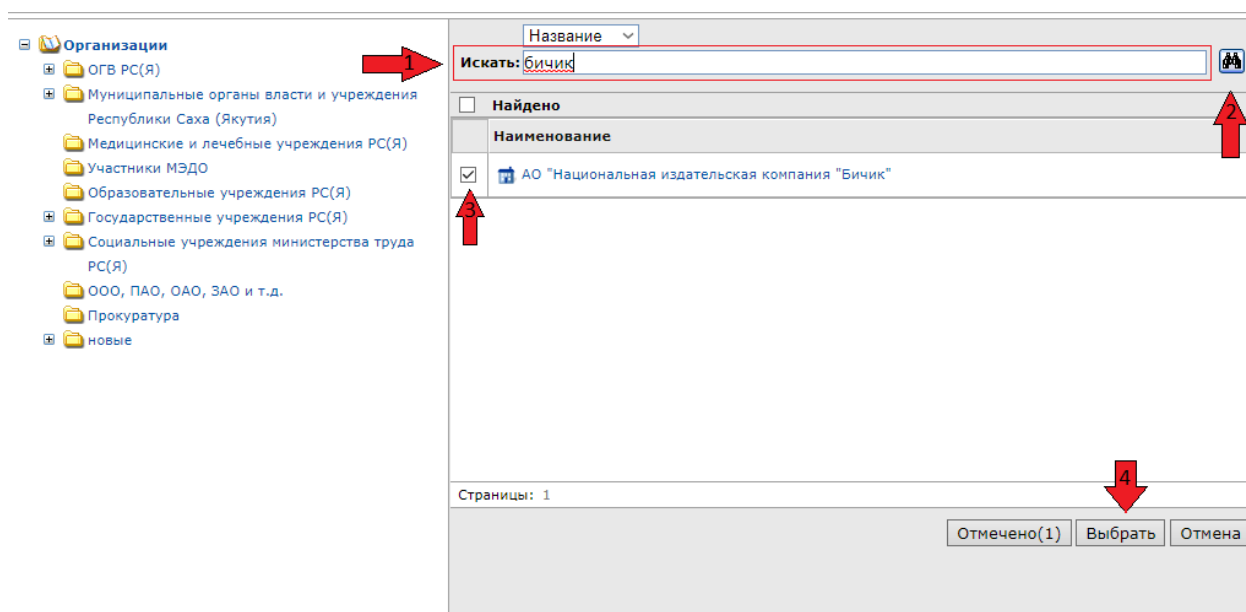 Организации
ОГВ РС(Я)
Муниципальные органы власти и учреждения
Республики Саха (Якутия)
Медицинские и лечебные учреждения РС(Я)
Участники МЭДО
Образовательные учреждения РС(Я)
Государственные учреждения РС(Я)
Социальные учреждения министерства труда
РС(Я)
ООО, ПАО, ОАО, ЗАО и т.д.
Прокуратура
новые
Название
1
Искать: бичик
2
Найдено
Наименование
АО "Национальная издательская компания "Бичик"
3
4
Страницы: 1
Отмечено(1) Выбрать Отмена